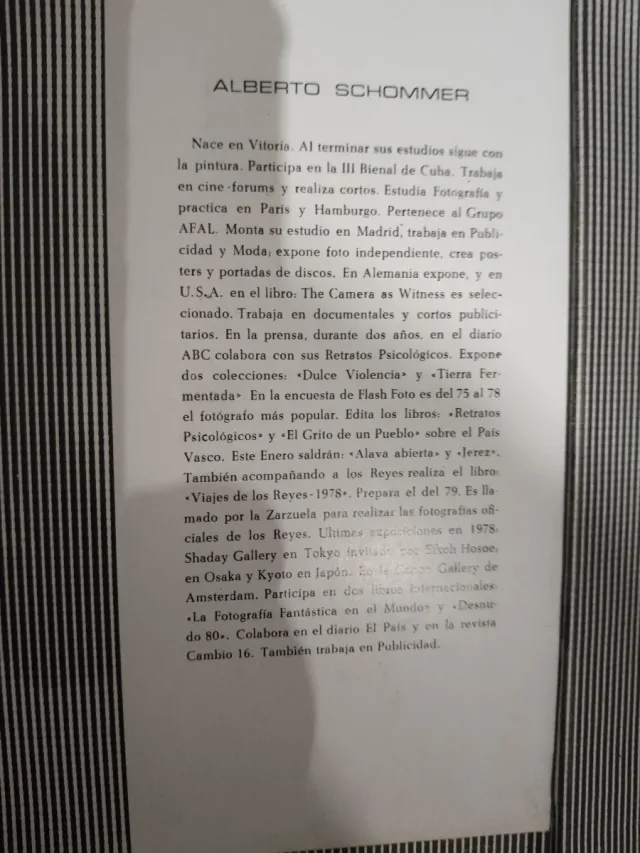 ALBERTO SCHOMMER
Nace en Vitoria. Al terminar sus estudios sigue con
la pintura. Participa en la III Bienal de Cuba. Trabaja
en cine-forums y realiza cortos. Estudia Fotografía y
practica en París y Hamburgo. Pertenece al Grupo
AFAL. Monta su estudio en Madrid, trabaja en Publi-
cidad y Moda; expone foto independiente, crea pos-
ters y portadas de discos. En Alemania expone, y en
U.S.A. en el libro: The Camera as Witness es selec-
cionado. Trabaja en documentales y cortos publici-
tarios. En la prensa, durante dos años, en el diario
ABC colabora con sus Retratos Psicológicos. Expone
dos colecciones: «Dulce Violencia» y «Tierra Fer-
mentada» En la encuesta de Flash Foto es del 75 al 78
el fotógrafo más popular. Edita los libros: «Retratos
Psicológicos» y «El Grito de un Pueblo» sobre el País
Vasco. Este Enero saldrán: «Alava abierta» y «Jerez».
También acompañando a los Reyes realiza el libro:
«Viajes de los Reyes-1978». Prepara el del 79. Es lla-
mado por la Zarzuela para realizar las fotografías ofi-
ciales de los Reyes. Ultimas exposiciones en 1978:
Shaday Gallery en Tokyo invitado por Eikoh Hosoe,
en Osaka y Kyoto en Japón. En la Canon Gallery de
Amsterdam. Participa en dos libros Internacionales:
«La Fotografía Fantástica en el Mundo» y «Desnu-
do 80». Colabora en el diario El País y en la revista
Cambio 16. También trabaja en Publicidad.